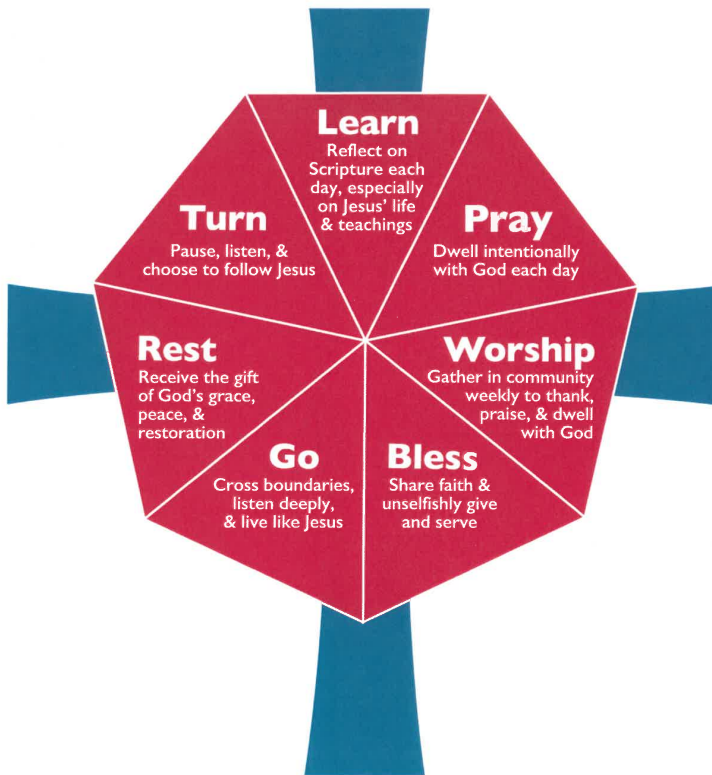 Learn
Reflect on
Scripture each
day, especially
on Jesus' life
& teachings
Turn
Pause, listen, &
choose to follow Jesus
Pray
Dwell intentionally
with God each day
Rest
Receive the gift
of God's grace,
peace, &
restoration
Worship
Gather in community
weekly to thank,
praise, & dwell
with God
Go
Cross boundaries,
listen deeply,
& live like Jesus
Bless
Share faith &
unselfishly give
and serve